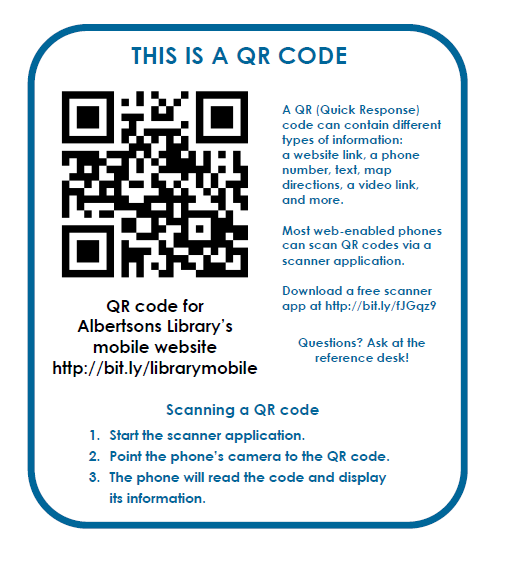 THIS IS A QR CODE
A QR (Quick Response)
code can contain different
types of information:
a website link, a phone
number, text, map
directions, a video link,
and more.
Most web-enabled phones
can scan QR codes via a
scanner application.
Download a free scanner
app at http://bit.ly/fJGqz9
Questions? Ask at the
reference desk!
QR code for
Albertsons Library's
mobile website
http://bit.ly/librarymobile
Scanning a QR code
1. Start the scanner application.
2. Point the phone's camera to the QR code.
3. The phone will read the code and display
its information.